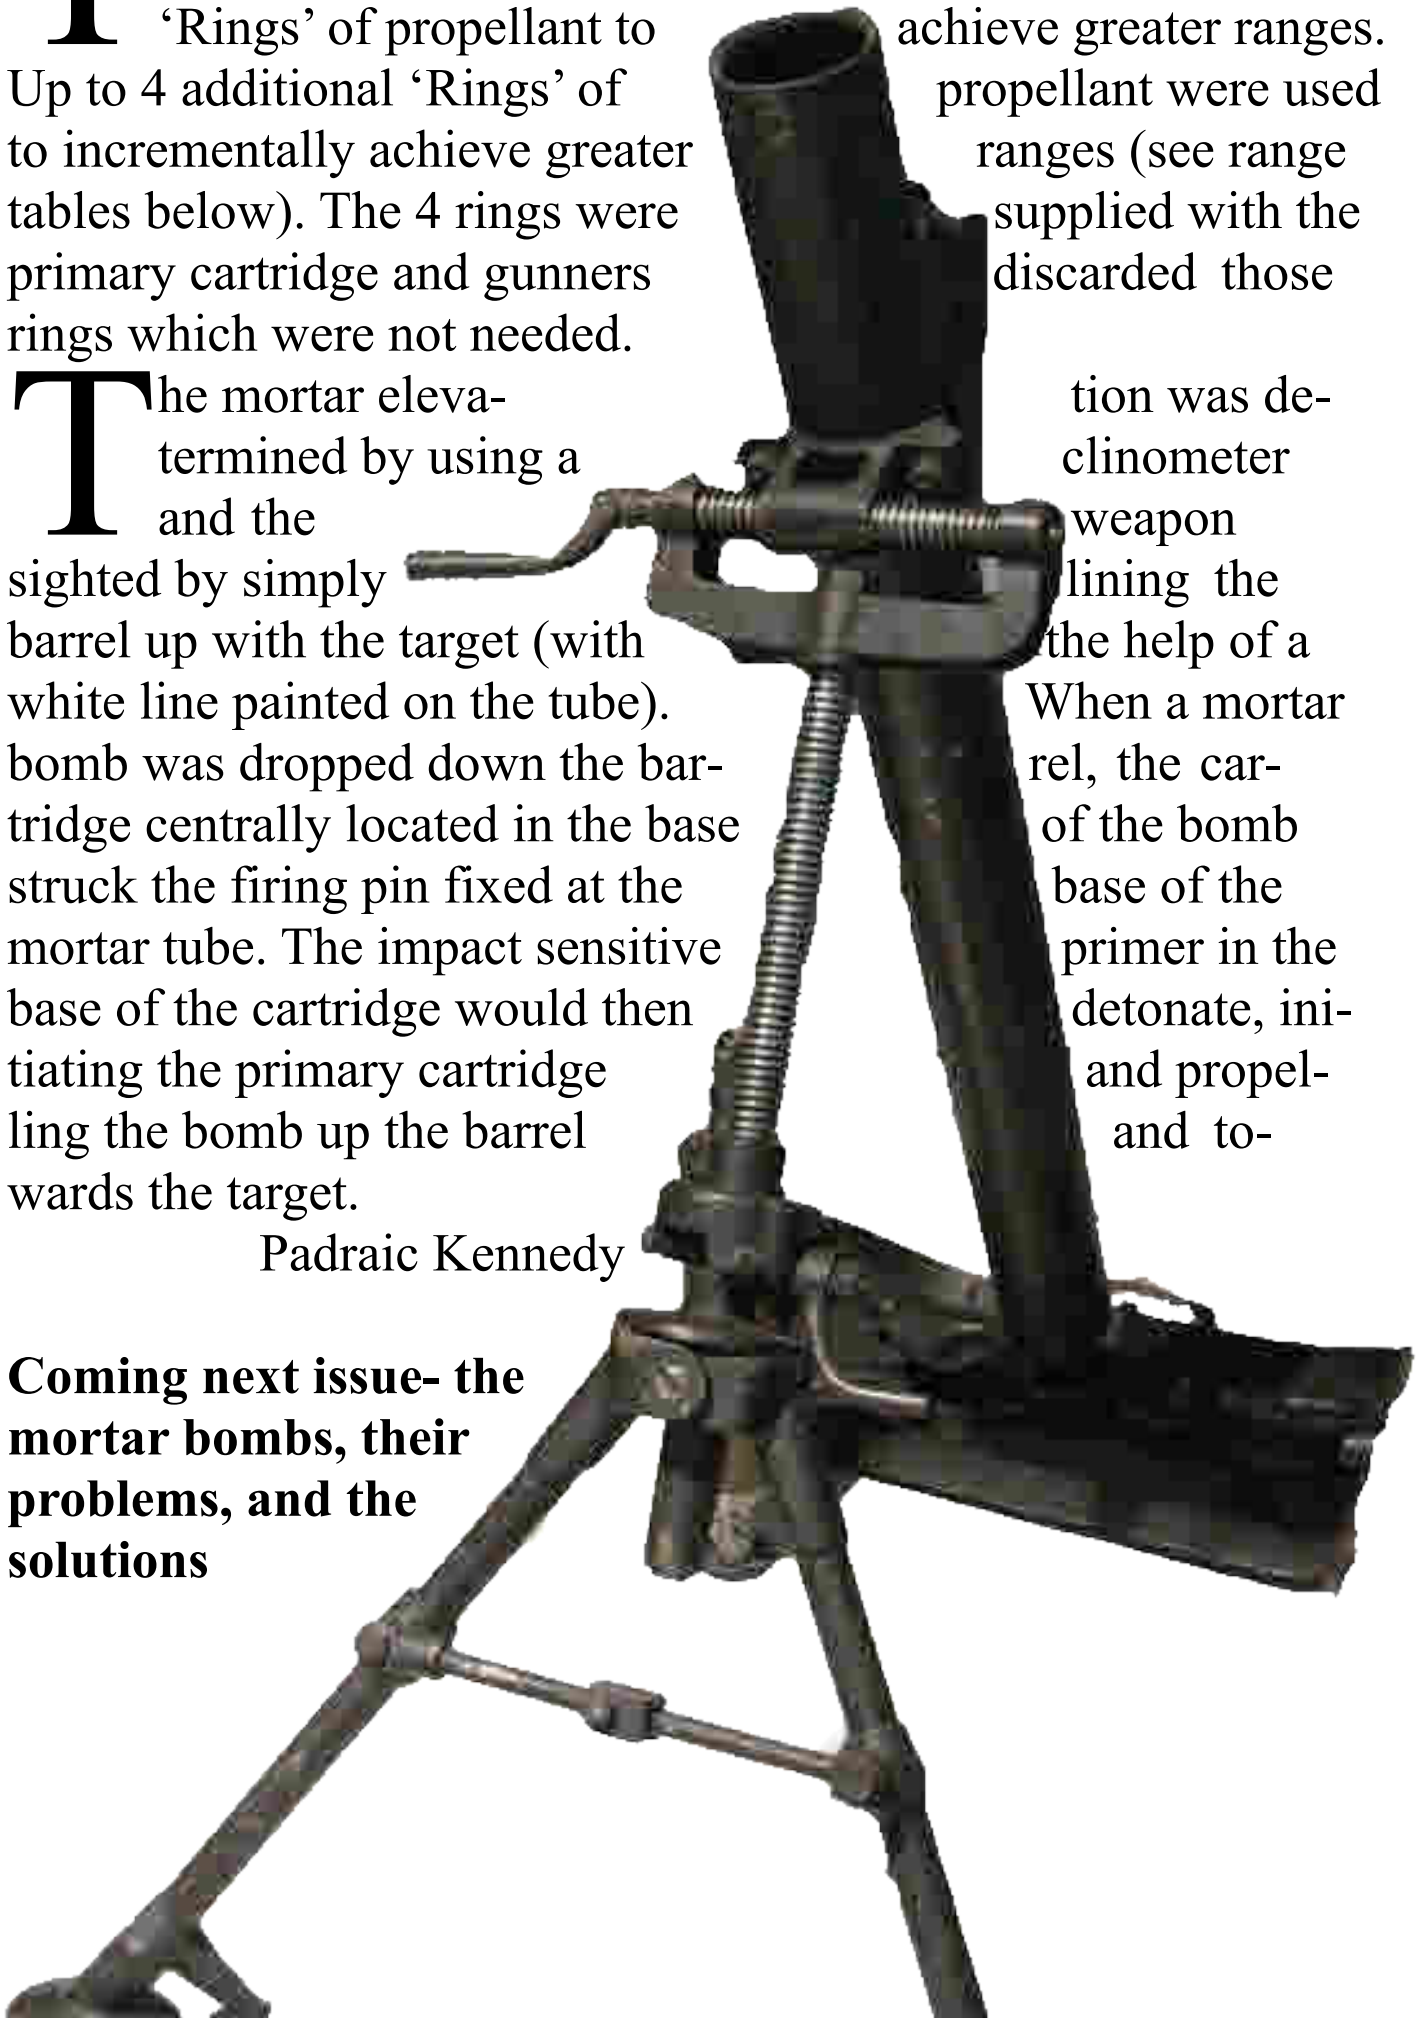 ‘Rings’ of propellant to achieve greater ranges.
Up to 4 additional ‘Rings’ of propellant were used
to incrementally achieve greater ranges (see range
tables below). The 4 rings were supplied with the
primary cartridge and gunners discarded those
rings which were not needed.
The mortar eleva- tion was de-
termined by using a clinometer
and the weapon
sighted by simply lining the
barrel up with the target (with the help of a
white line painted on the tube). When a mortar
bomb was dropped down the bar- rel, the car-
tridge centrally located in the base of the bomb
struck the firing pin fixed at the base of the
mortar tube. The impact sensitive primer in the
base of the cartridge would then detonate, ini-
tiating the primary cartridge and propel-
ling the bomb up the barrel and to-
wards the target.
Padraic Kennedy
Coming next issue- the
mortar bombs, their
problems, and the
solutions